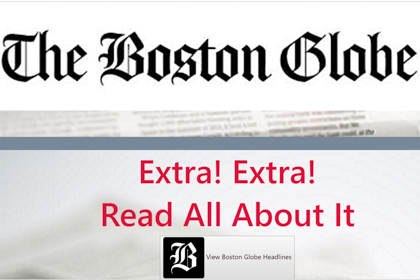 The Boston Globe
Extra! Extra!
Read All About It
B View Boston Globe Headlines